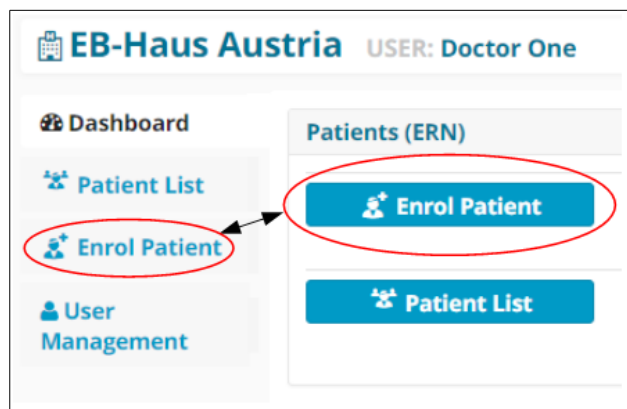 EB-Haus Austria USER: Doctor One
Dashboard
Patient List
Enrol Patient
User
Management
Patients (ERN)
Enrol Patient
Patient List